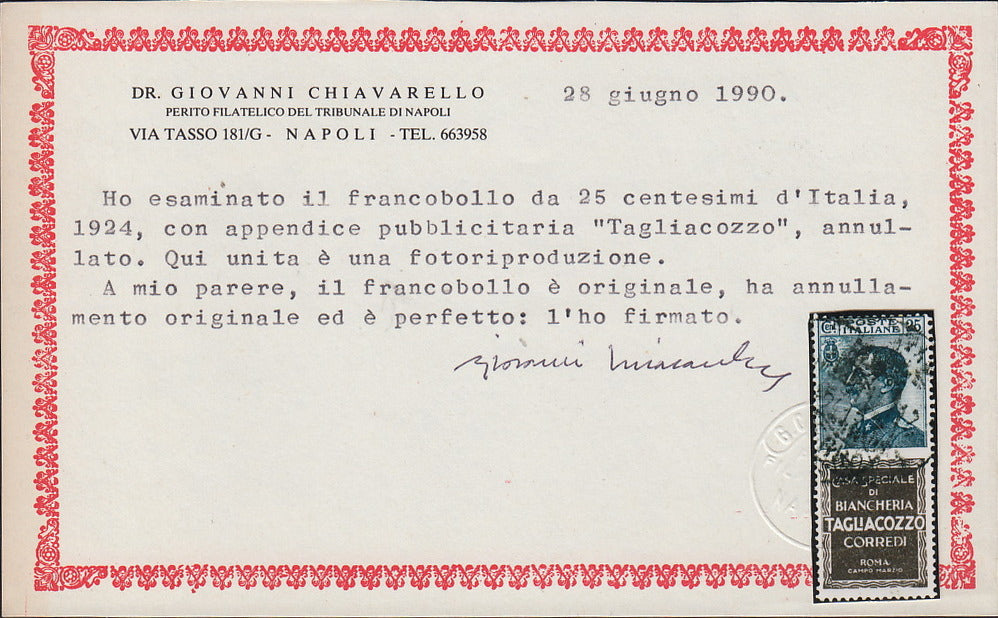 DR. GIOVANNI CHIAVARELLO
PERITO FILATELICO DEL TRIBUNALE DI NAPOLI
VIA TASSO 181/G - NAPOLI - TEL. 663958
28 giugno 1990.
Ho esaminato il francobollo da 25 centesimi d'Italia,
1924, con appendice pubblicitaria "Tagliacozzo", annul-
lato. Qui unita è una fotoriproduzione.
A mio parere, il francobollo è originale, ha annulla-
mento originale ed è perfetto: l'ho firmato.
Giovanni Chiavarello
POSTE
ITALIANE 25
CASA SPECIALE
DI
BIANCHERIA
TAGLIACOZZO
CORREDI
ROMA
CAMPO MARZIO